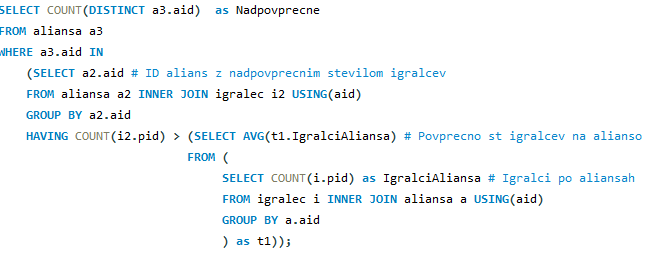 SELECT COUNT(DISTINCT a3.aid)  as Nadpovprecne
FROM aliansa a3
WHERE a3.aid IN
    (SELECT a2.aid # ID alians z nadpovprecnim stevilom igralcev
    FROM aliansa a2 INNER JOIN igralec i2 USING(aid)
    GROUP BY a2.aid
    HAVING COUNT(i2.pid) > (SELECT AVG(t1.IgralciAliansa) # Povprecno st igralcev na alianso
                           FROM (
                                SELECT COUNT(i.pid) as IgralciAliansa # Igralci po aliansah
                                FROM igralec i INNER JOIN aliansa a USING(aid)
                                GROUP BY a.aid
                                ) as t1));